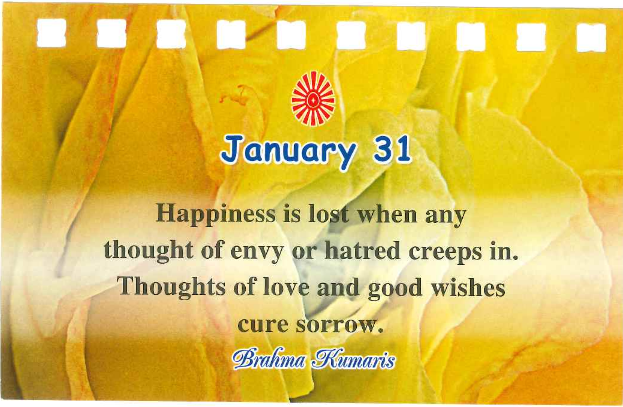 January 31
Happiness is lost when any
thought of envy or hatred creeps in.
Thoughts of love and good wishes
cure sorrow.
Brahma Kumaris